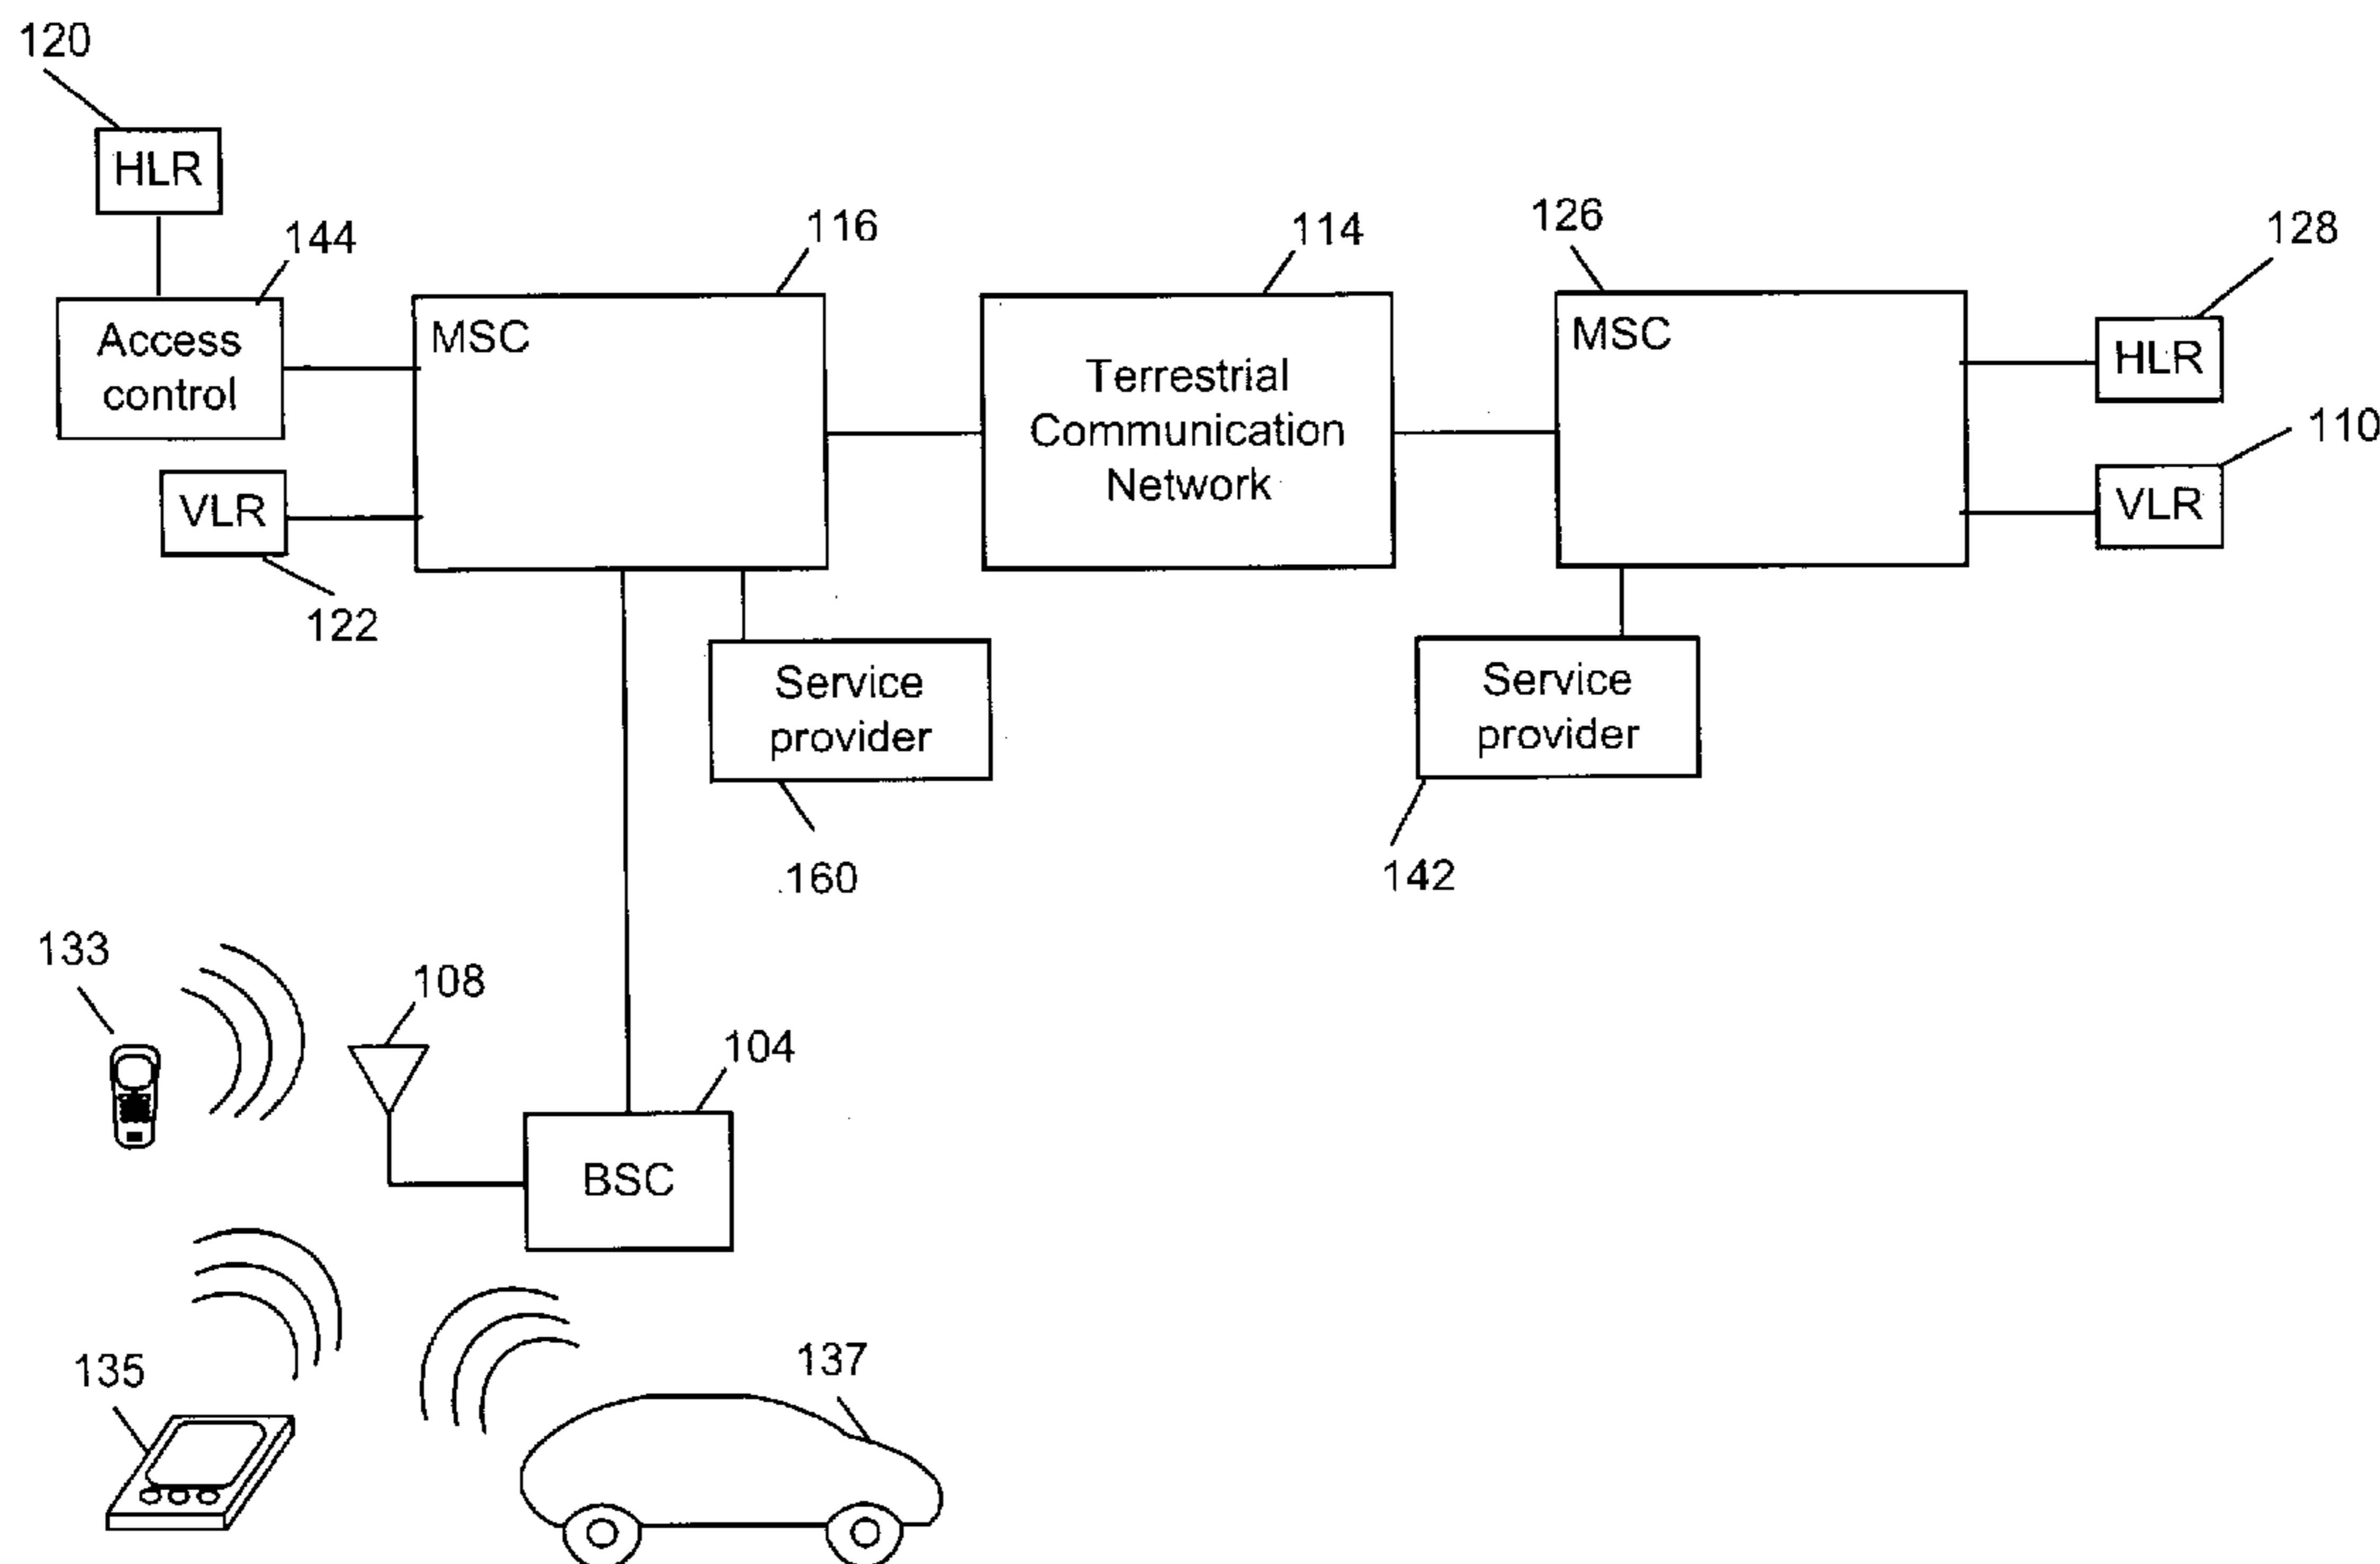 120
HLR
144
116
114
126
128
Access
control
MSC
Terrestrial
Communication
Network
MSC
HLR
110
VLR
VLR
122
Service
provider
160
Service
provider
142
133
108
104
BSC
135
137